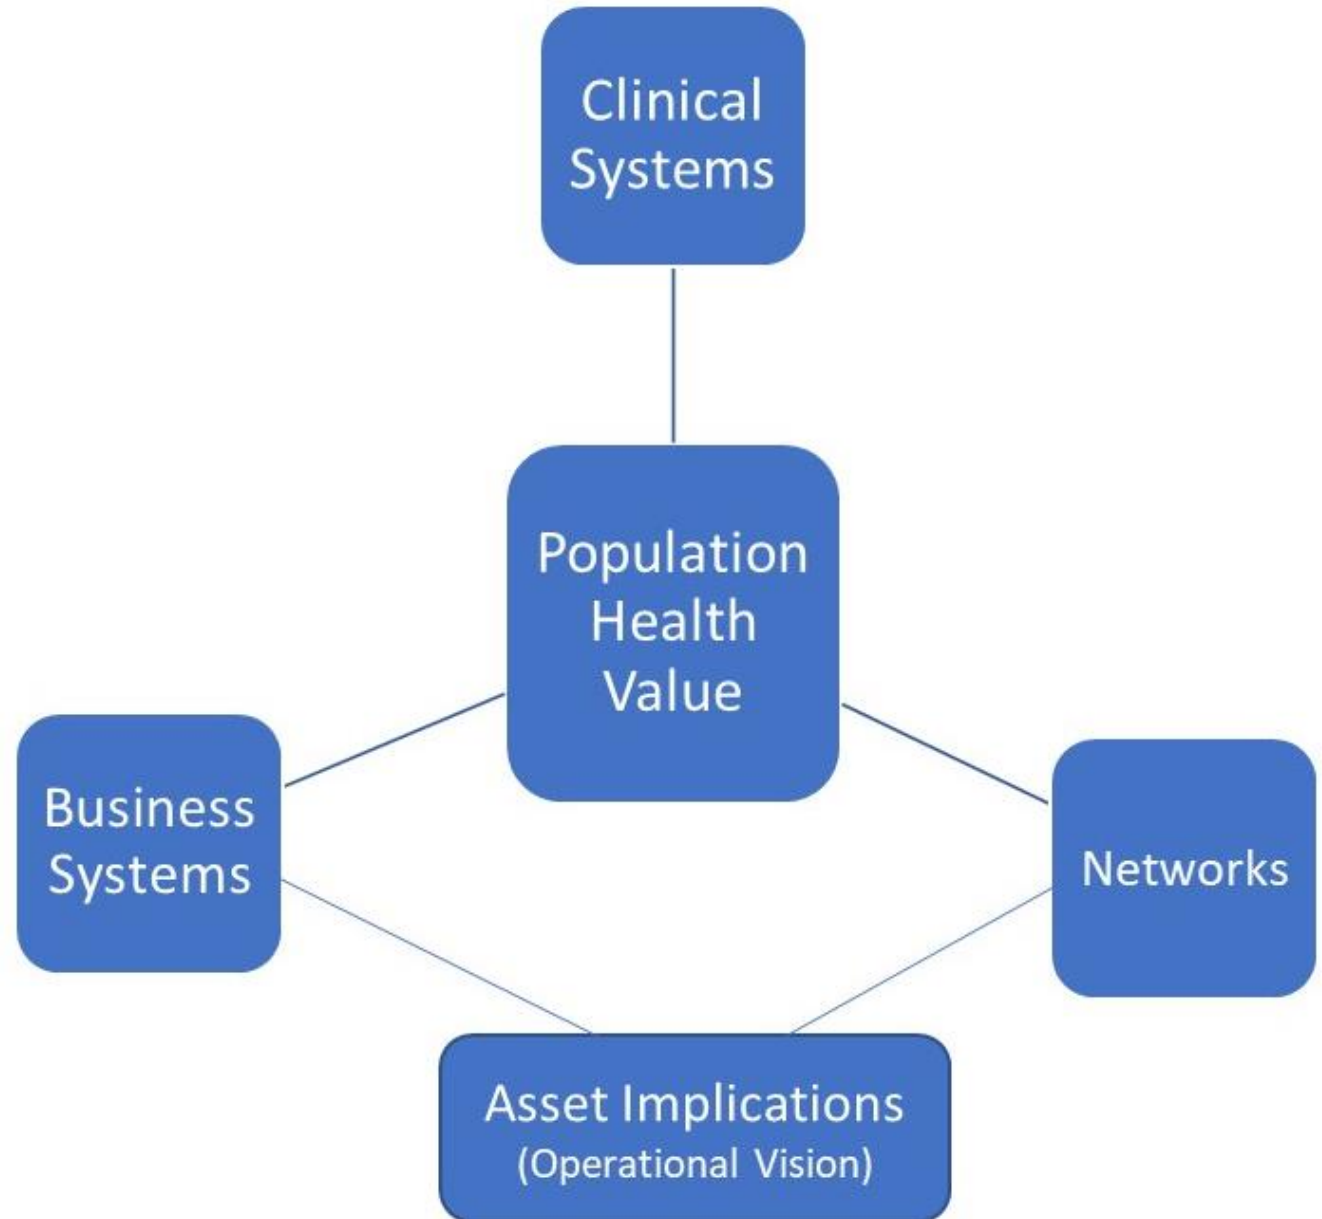 Clinical
Systems
Population
Health
Value
Business
Systems
Networks
Asset Implications
(Operational Vision)